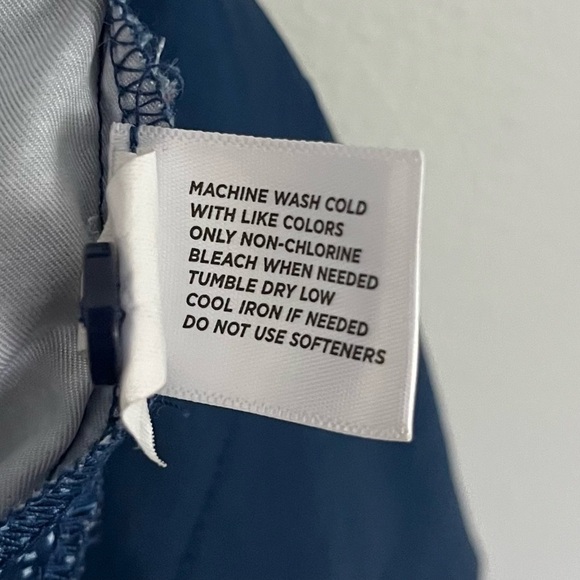 MACHINE WASH COLD
WITH LIKE COLORS
ONLY NON-CHLORINE
BLEACH WHEN NEEDED
TUMBLE DRY LOW
COOL IRON IF NEEDED
DO NOT USE SOFTENERS